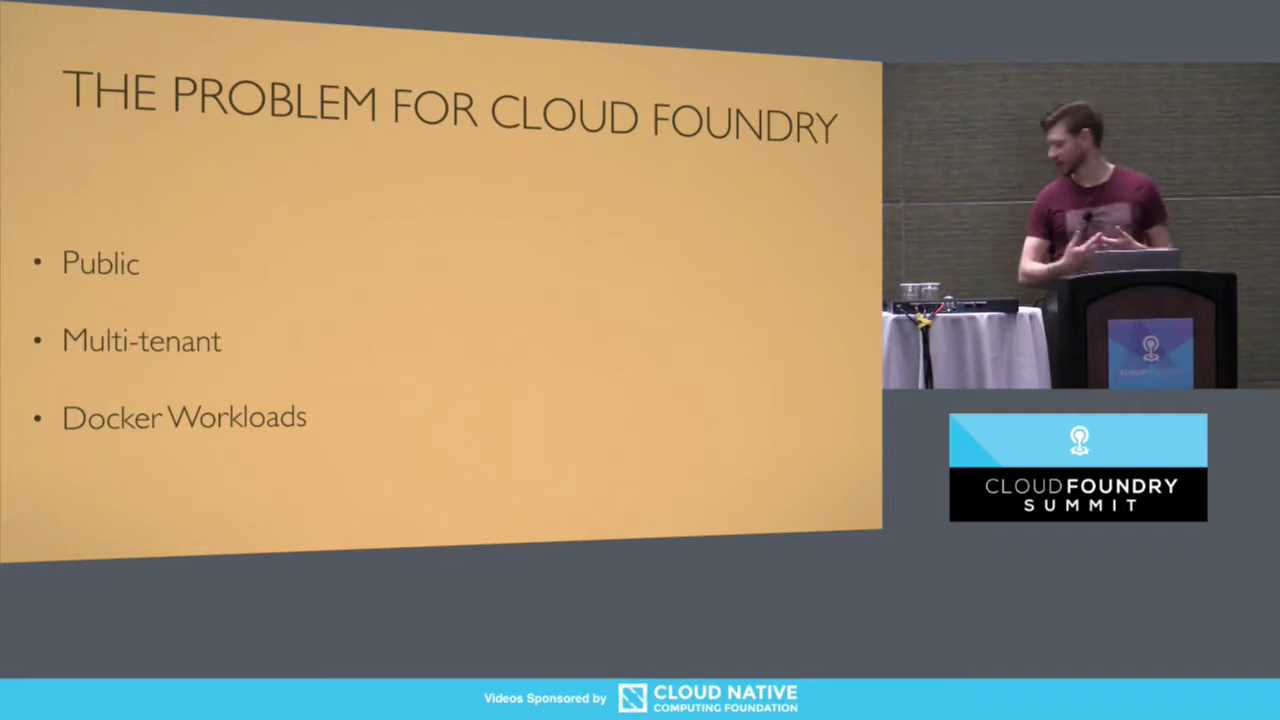 THE PROBLEM FOR CLOUD FOUNDRY
• Public
• Multi-tenant
• Docker Workloads
CLOUD FOUNDRY
SUMMIT
Videos Sponsored by
CLOUD NATIVE
COMPUTING FOUNDATION